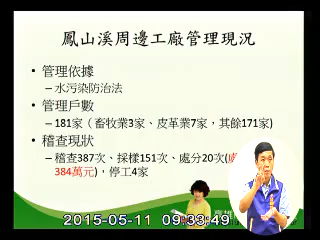 鳳山溪周邊工廠管理現況
• 管理依據
– 水污染防治法
• 管理戶數
– 181家（畜牧業3家、皮革業7家，其餘171家）
• 稽查現狀
– 稽查387次、採樣151次、處分20次(
384萬元)，停工4家
2015-05-11 09:33:49